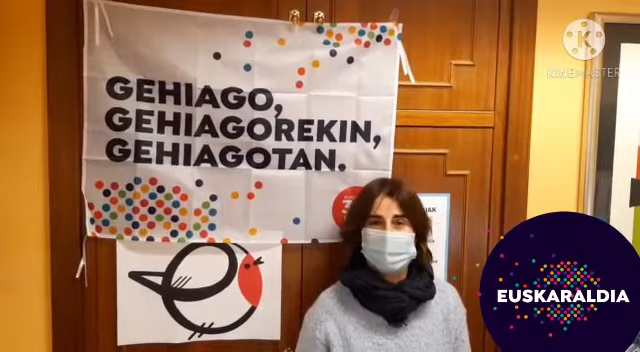 KINEMASTER
GEHIAGO,
GEHIAGOREKIN,
GEHIAGOTAN.
EUSKARALDIA